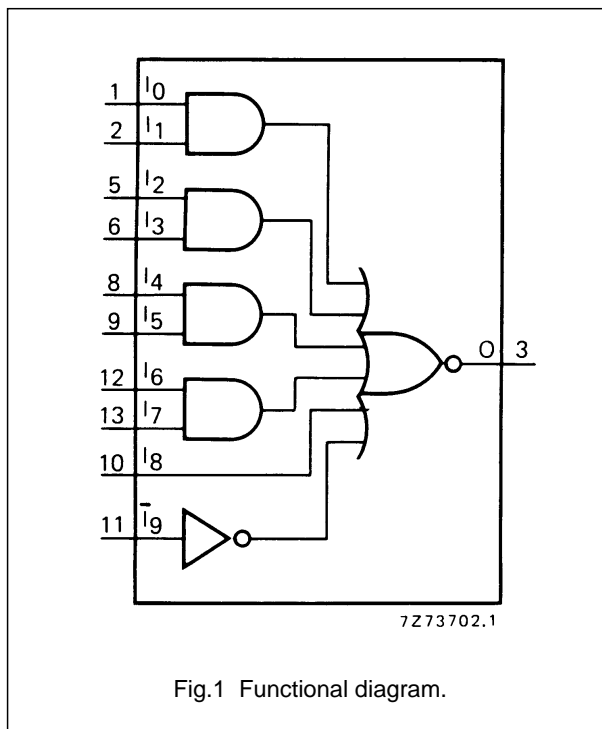 1 I0
2 I1
5 I2
6 I3
8 I4
9 I5
12 I6
13 I7
10 I8
11 I̅9
O 3
7Z73702.1
Fig.1 Functional diagram.